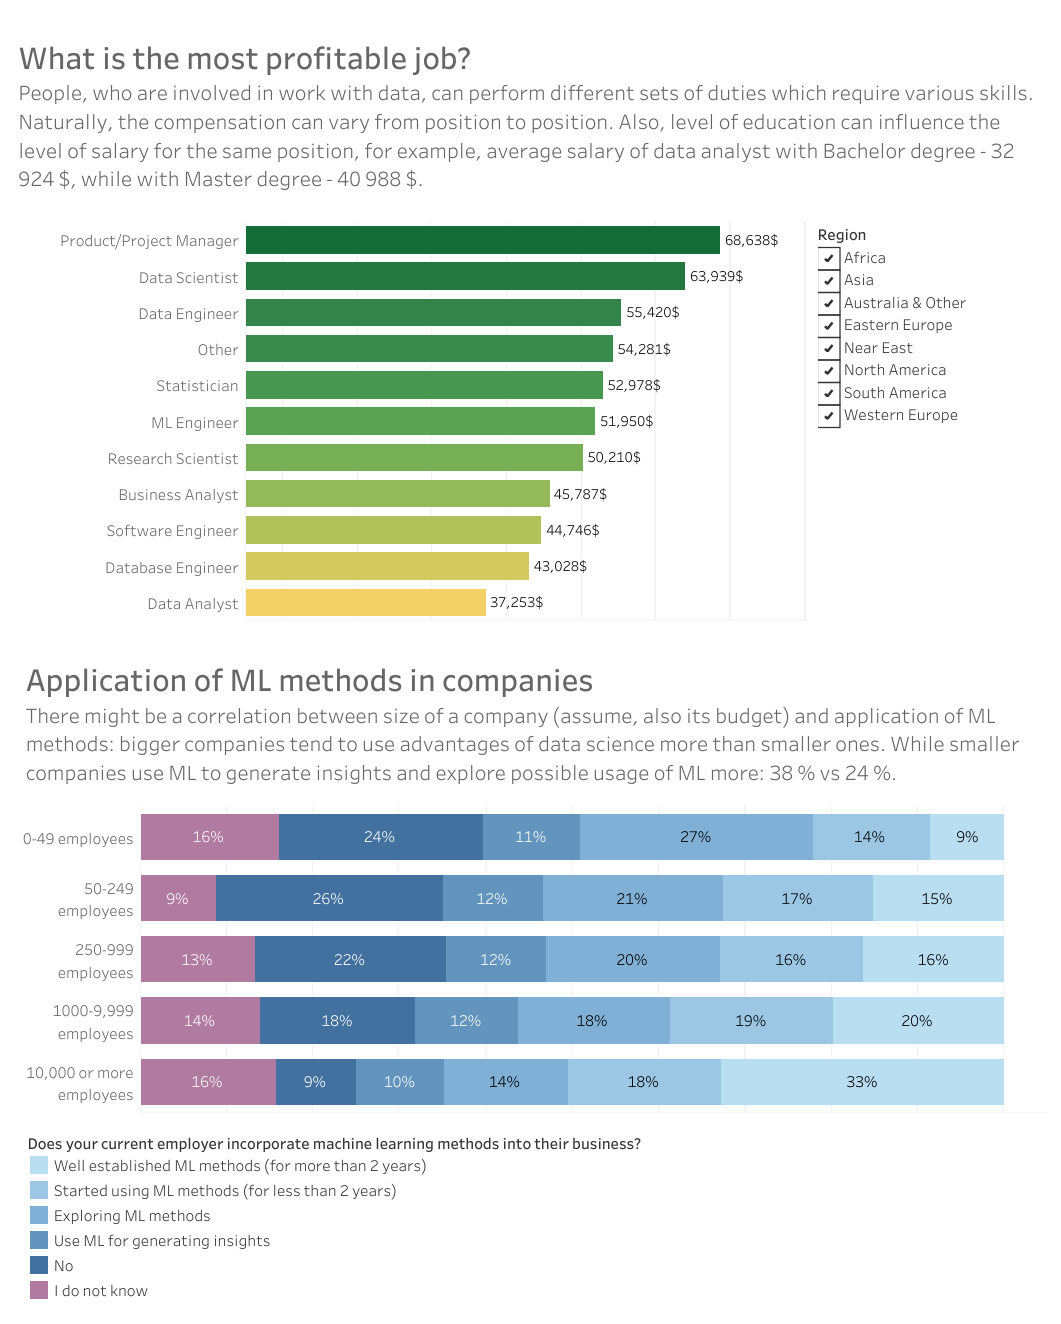 What is the most profitable job?
People, who are involved in work with data, can perform different sets of duties which require various skills.
Naturally, the compensation can vary from position to position. Also, level of education can influence the
level of salary for the same position, for example, average salary of data analyst with Bachelor degree - 32
924 $, while with Master degree - 40 988 $.
Product/Project Manager 68,638$
Data Scientist 63,939$
Data Engineer 55,420$
Other 54,281$
Statistician 52,978$
ML Engineer 51,950$
Research Scientist 50,210$
Business Analyst 45,787$
Software Engineer 44,746$
Database Engineer 43,028$
Data Analyst 37,253$
Region
Africa
Asia
Australia & Other
Eastern Europe
Near East
North America
South America
Western Europe
Application of ML methods in companies
There might be a correlation between size of a company (assume, also its budget) and application of ML
methods: bigger companies tend to use advantages of data science more than smaller ones. While smaller
companies use ML to generate insights and explore possible usage of ML more: 38 % vs 24 %.
0-49 employees 16% 24% 11% 27% 14% 9%
50-249
employees 9% 26% 12% 21% 17% 15%
250-999
employees 13% 22% 12% 20% 16% 16%
1000-9,999
employees 14% 18% 12% 18% 19% 20%
10,000 or more
employees 16% 9% 10% 14% 18% 33%
Does your current employer incorporate machine learning methods into their business?
Well established ML methods (for more than 2 years)
Started using ML methods (for less than 2 years)
Exploring ML methods
Use ML for generating insights
No
I do not know